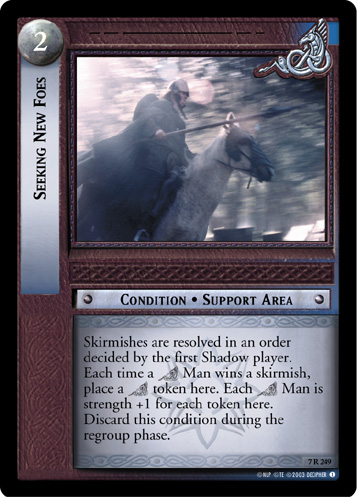 2
SEEKING NEW FOES
CONDITION • SUPPORT AREA
Skirmishes are resolved in an order
decided by the first Shadow player.
Each time a Man wins a skirmish,
place a token here. Each Man is
strength +1 for each token here.
Discard this condition during the
regroup phase.
7 R 249
© NLP ©TE ©2003 DECIPHER